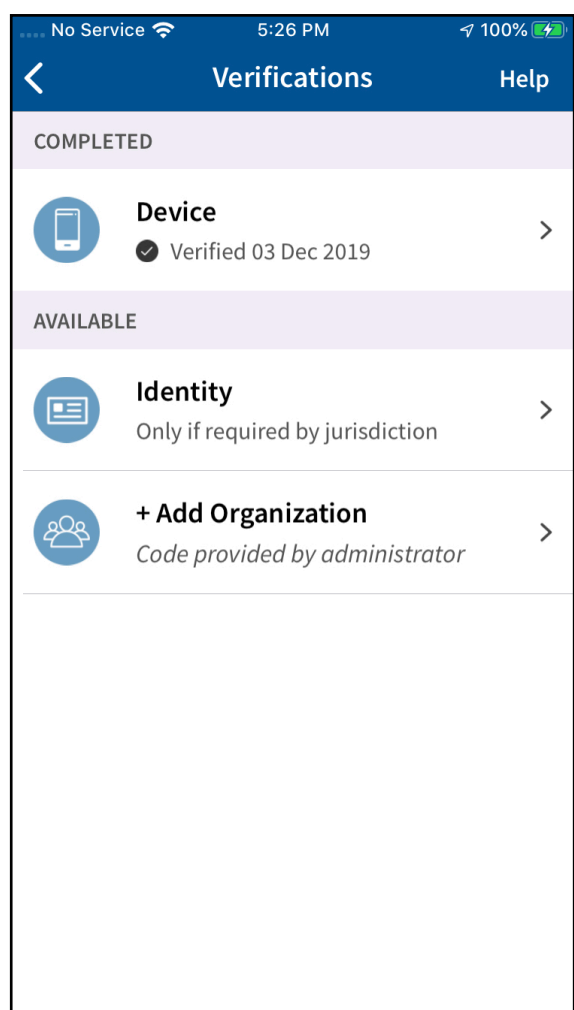 No Service 5:26 PM 100%
Verifications Help
COMPLETED
Device
Verified 03 Dec 2019
AVAILABLE
Identity
Only if required by jurisdiction
+ Add Organization
Code provided by administrator